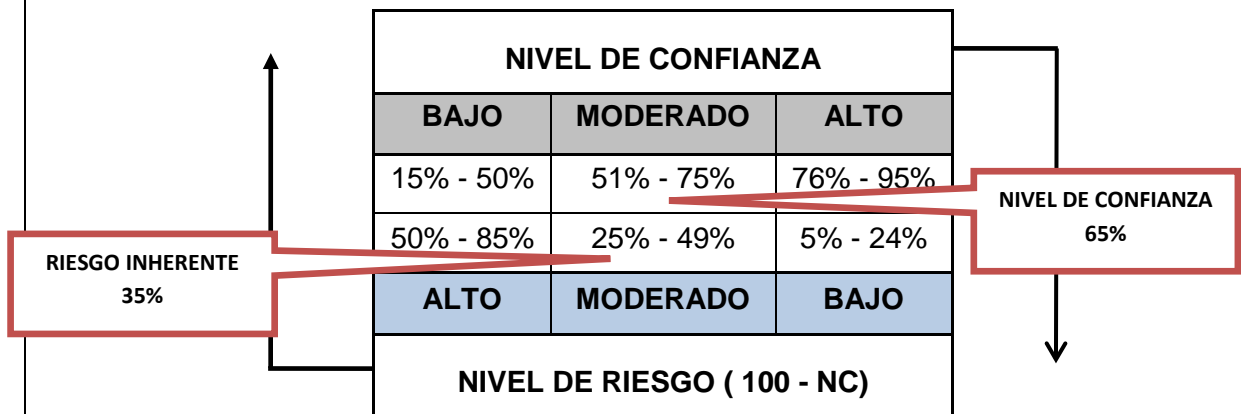 NIVEL DE CONFIANZA
BAJO MODERADO ALTO
15% - 50% 51% - 75% 76% - 95%
NIVEL DE CONFIANZA
65%
50% - 85% 25% - 49% 5% - 24%
RIESGO INHERENTE
35%
ALTO MODERADO BAJO
NIVEL DE RIESGO ( 100 - NC)